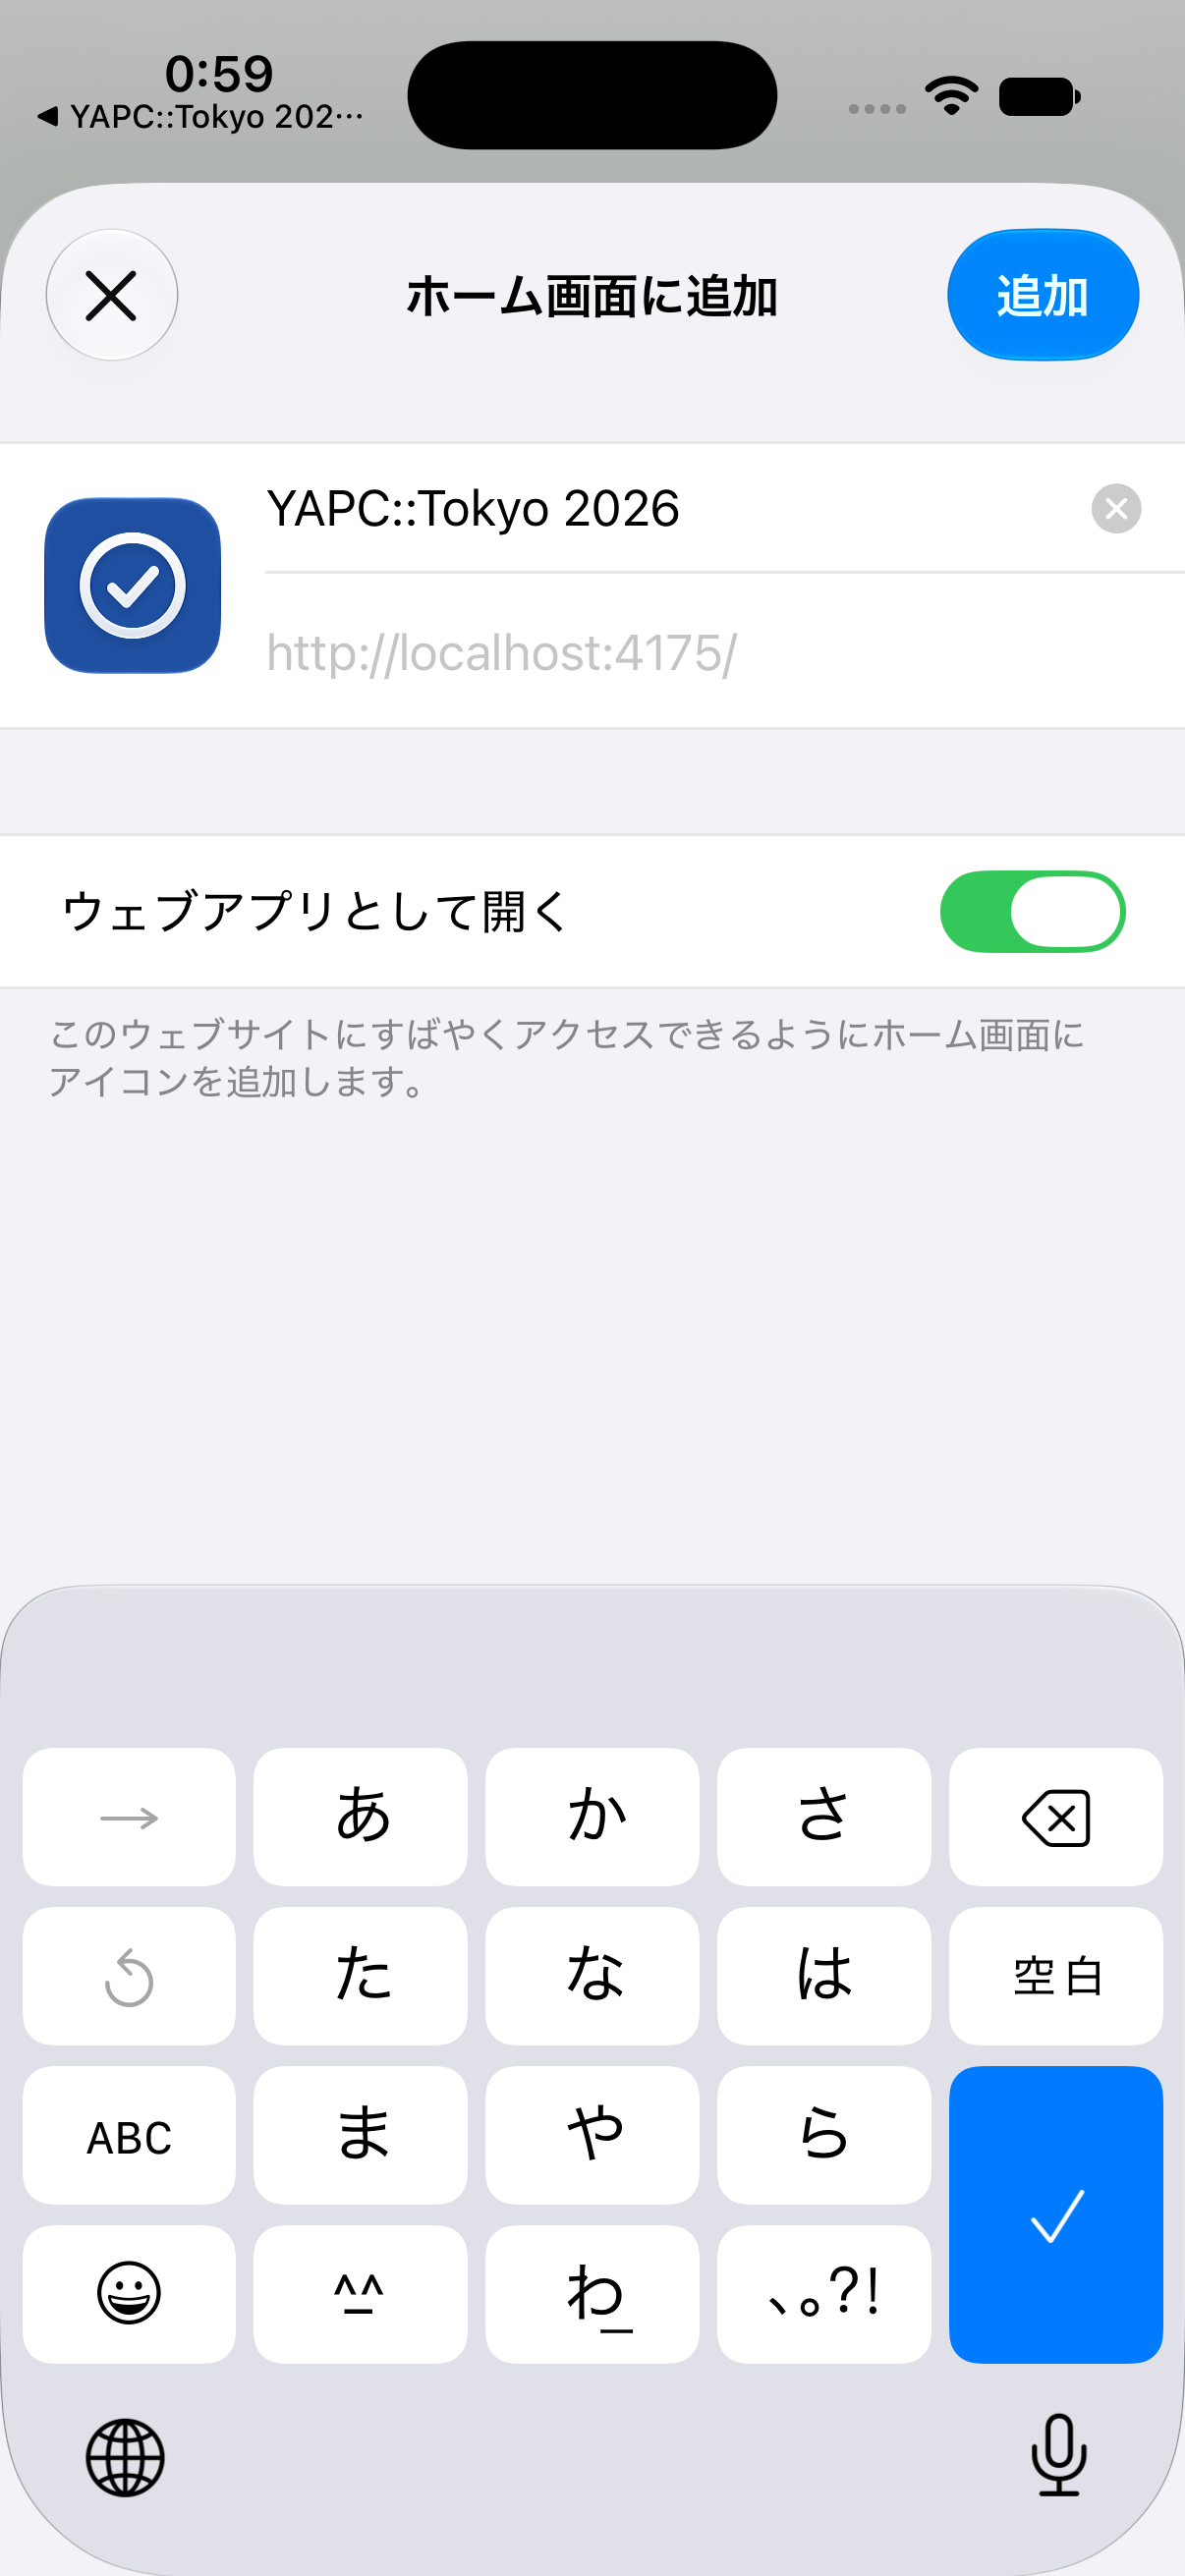 0:59
◀ YAPC::Tokyo 202…
ホーム画面に追加
追加
YAPC::Tokyo 2026
http://localhost:4175/
ウェブアプリとして開く
このウェブサイトにすばやくアクセスできるようにホーム画面に
アイコンを追加します。
→ あ か さ
た な は 空白
ABC ま や ら
^_^ わ_ 、。?!